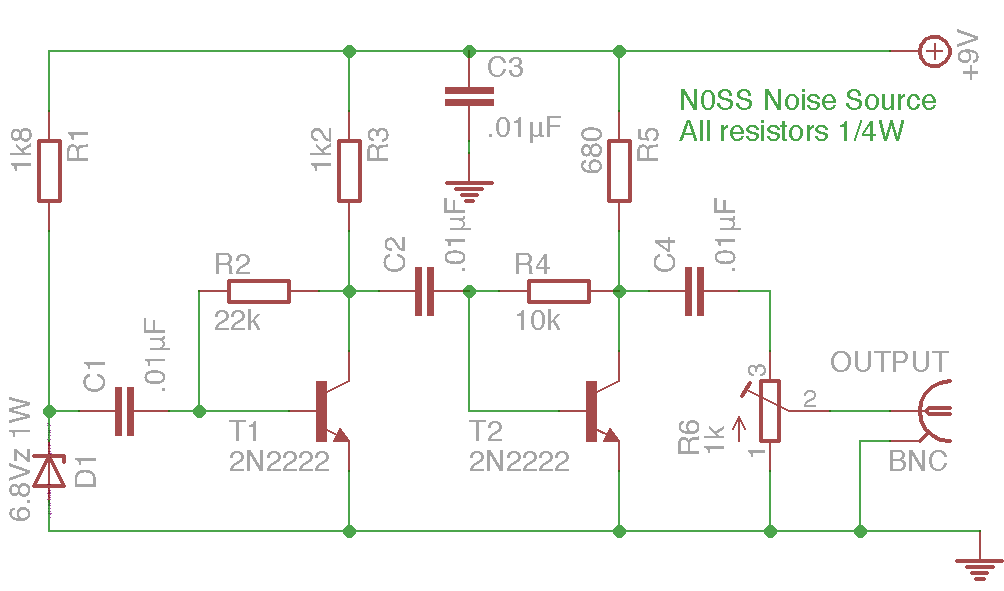 +9V
C3
.01µF
N0SS Noise Source
All resistors 1/4W
1k8
R1
1k2
R3
680
R5
R2
22k
C2
.01µF
R4
10k
C4
.01µF
C1
.01µF
T1
2N2222
T2
2N2222
3
2
1
R6
1k
OUTPUT
BNC
6.8Vz 1W
D1